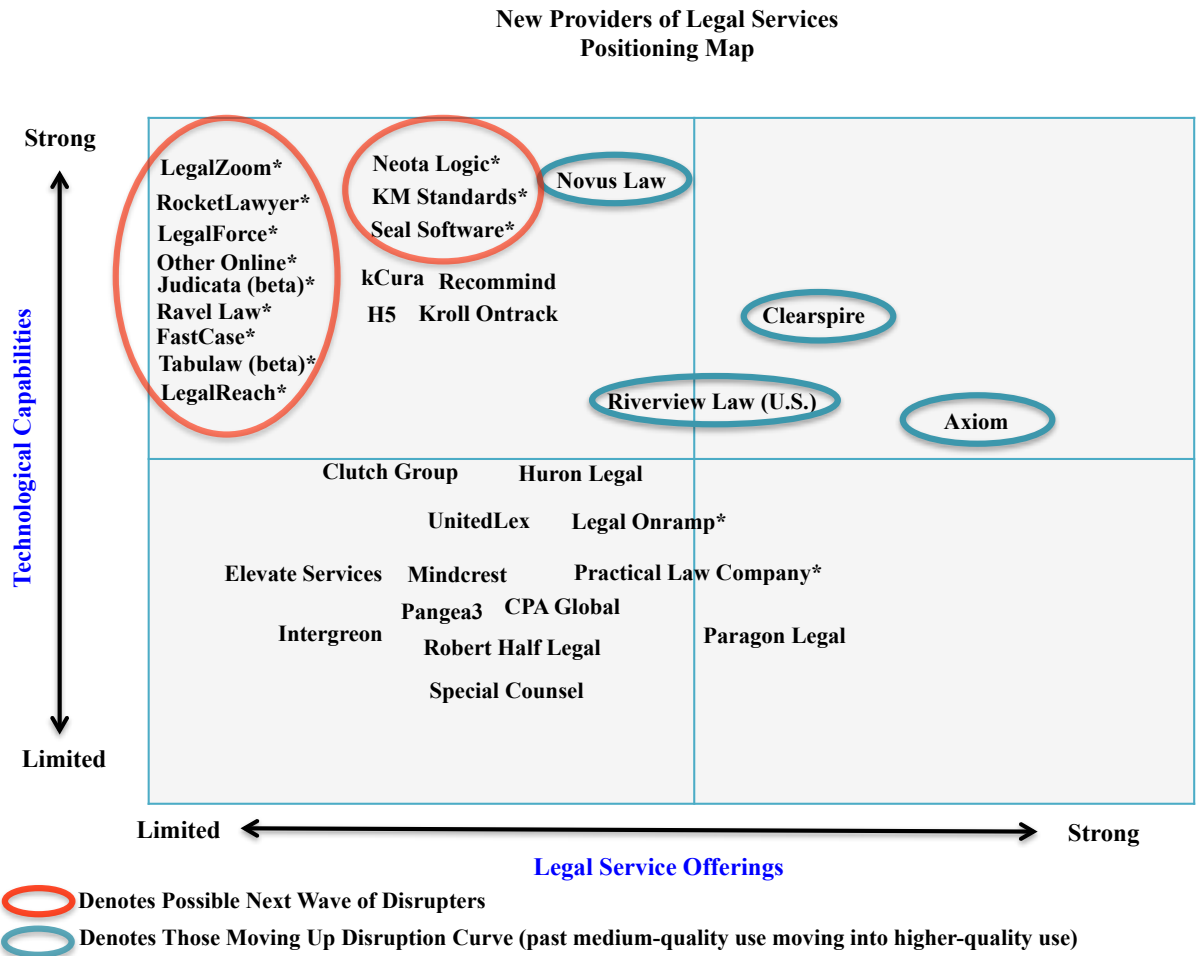 New Providers of Legal Services
Positioning Map
Strong
LegalZoom*
RocketLawyer*
LegalForce*
Other Online*
Judicata (beta)*
Ravel Law*
FastCase*
Tabulaw (beta)*
LegalReach*
Neota Logic*
KM Standards*
Seal Software*
Novus Law
kCura
Recommind
H5
Kroll Ontrack
Clearspire
Riverview Law (U.S.)
Axiom
Technological Capabilities
Clutch Group
Huron Legal
UnitedLex
Legal Onramp*
Elevate Services
Mindcrest
Practical Law Company*
Pangea3
CPA Global
Intergreon
Robert Half Legal
Paragon Legal
Special Counsel
Limited
Limited
Strong
Legal Service Offerings
Denotes Possible Next Wave of Disrupters
Denotes Those Moving Up Disruption Curve (past medium-quality use moving into higher-quality use)